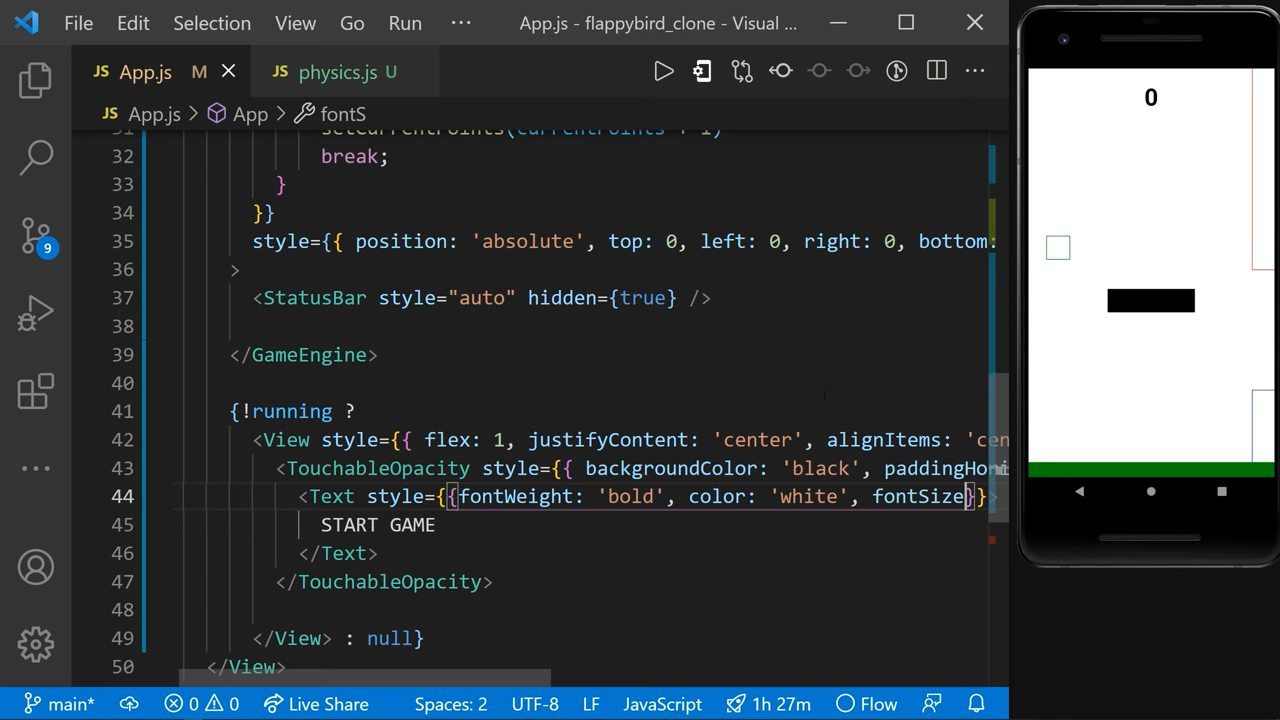 File Edit Selection View Go Run ··· App.js - flappybird_clone - Visual ...
JS App.js M JS physics.js U
JS App.js > App > fontS
31 setCurrentPoints(currentPoints + 1)
32 break;
33 }
34 }}
35 style={{ position: 'absolute', top: 0, left: 0, right: 0, bottom:
36 >
37 <StatusBar style="auto" hidden={true} />
38
39 </GameEngine>
40
41 {!running ?
42 <View style={{ flex: 1, justifyContent: 'center', alignItems: 'cen
43 <TouchableOpacity style={{ backgroundColor: 'black', paddingHori
44 <Text style={{fontWeight: 'bold', color: 'white', fontSize}}>
45 START GAME
46 </Text>
47 </TouchableOpacity>
48
49 </View> : null}
50 </View>
9
main* 0 0 Live Share Spaces: 2 UTF-8 LF JavaScript 1h 27m Flow
0